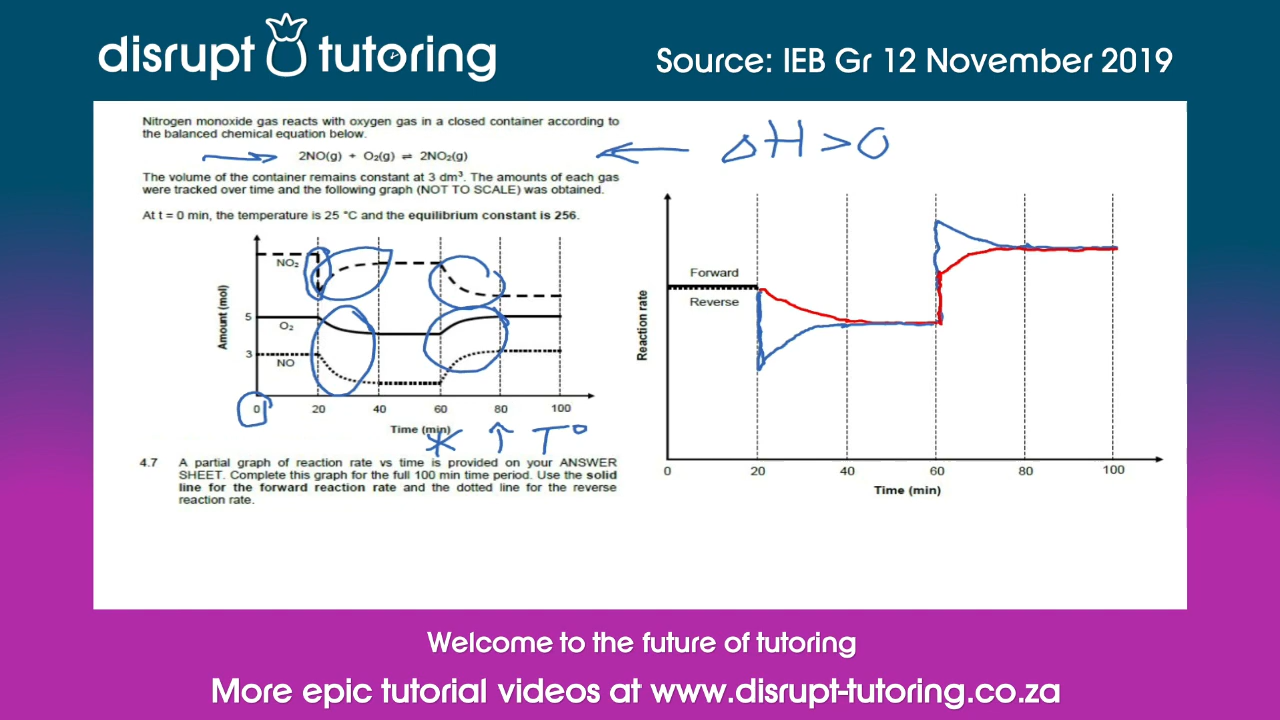 disrupt tutoring
Source: IEB Gr 12 November 2019
Nitrogen monoxide gas reacts with oxygen gas in a closed container according to
the balanced chemical equation below.
2NO(g) + O₂(g) ⇌ 2NO₂(g)
ΔH > 0
The volume of the container remains constant at 3 dm³. The amounts of each gas
were tracked over time and the following graph (NOT TO SCALE) was obtained.
At t = 0 min, the temperature is 25 °C and the equilibrium constant is 256.
Amount (mol)
NO₂
5
O₂
3
NO
0 20 40 60 80 100
Time (min)
* ↑ T°
4.7 A partial graph of reaction rate vs time is provided on your ANSWER
SHEET. Complete this graph for the full 100 min time period. Use the solid
line for the forward reaction rate and the dotted line for the reverse
reaction rate.
Reaction rate
Forward
Reverse
0 20 40 60 80 100
Time (min)
Welcome to the future of tutoring
More epic tutorial videos at www.disrupt-tutoring.co.za